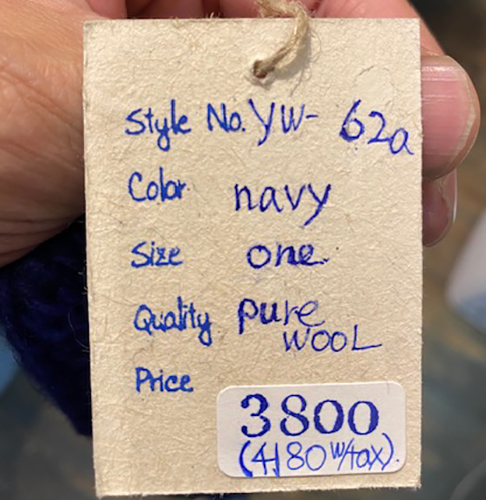 Style No. YW-62a
Color navy
Size one
Quality pure
WOOL
Price
3800
(4180 w/tax).